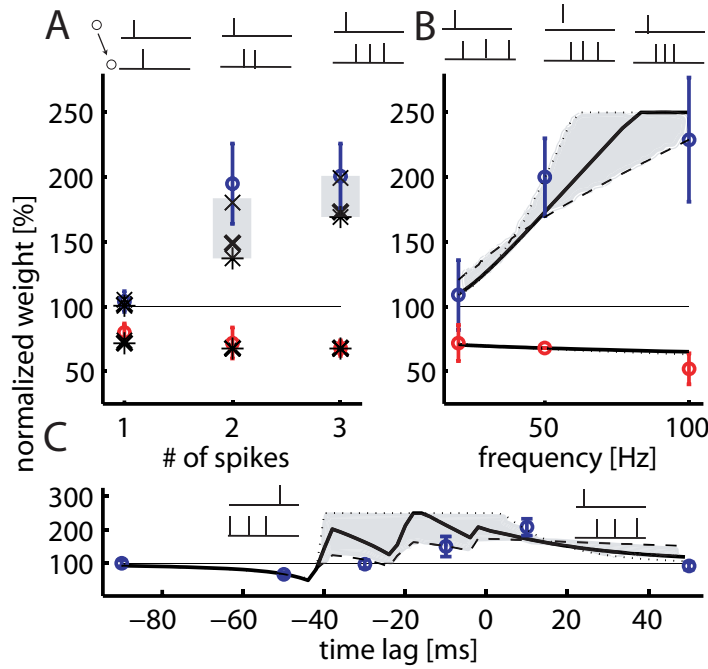 A
B
normalized weight [%]
250
200
150
100
50
1 2 3
# of spikes
50 100
frequency [Hz]
C
300
200
100
−80 −60 −40 −20 0 20 40
time lag [ms]